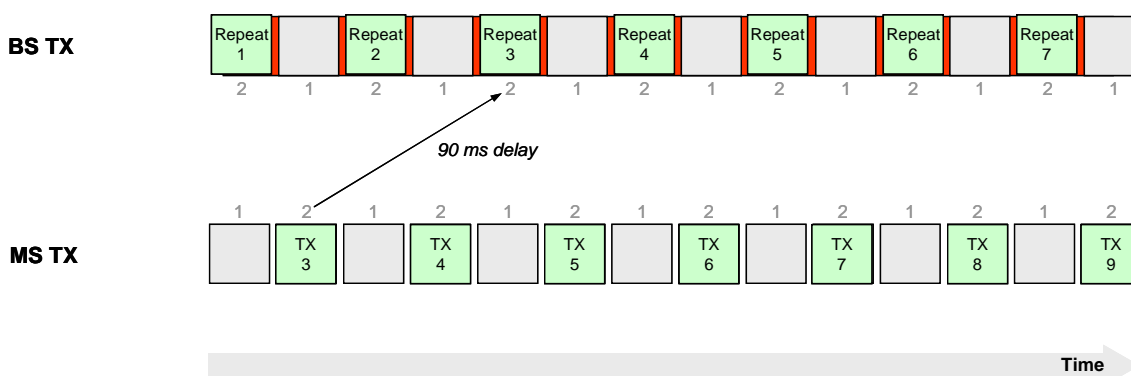 BS TX
Repeat 1 Repeat 2 Repeat 3 Repeat 4 Repeat 5 Repeat 6 Repeat 7
2 1 2 1 2 1 2 1 2 1 2 1 2 1
90 ms delay
1 2 1 2 1 2 1 2 1 2 1 2 1 2
MS TX
TX 3 TX 4 TX 5 TX 6 TX 7 TX 8 TX 9
Time